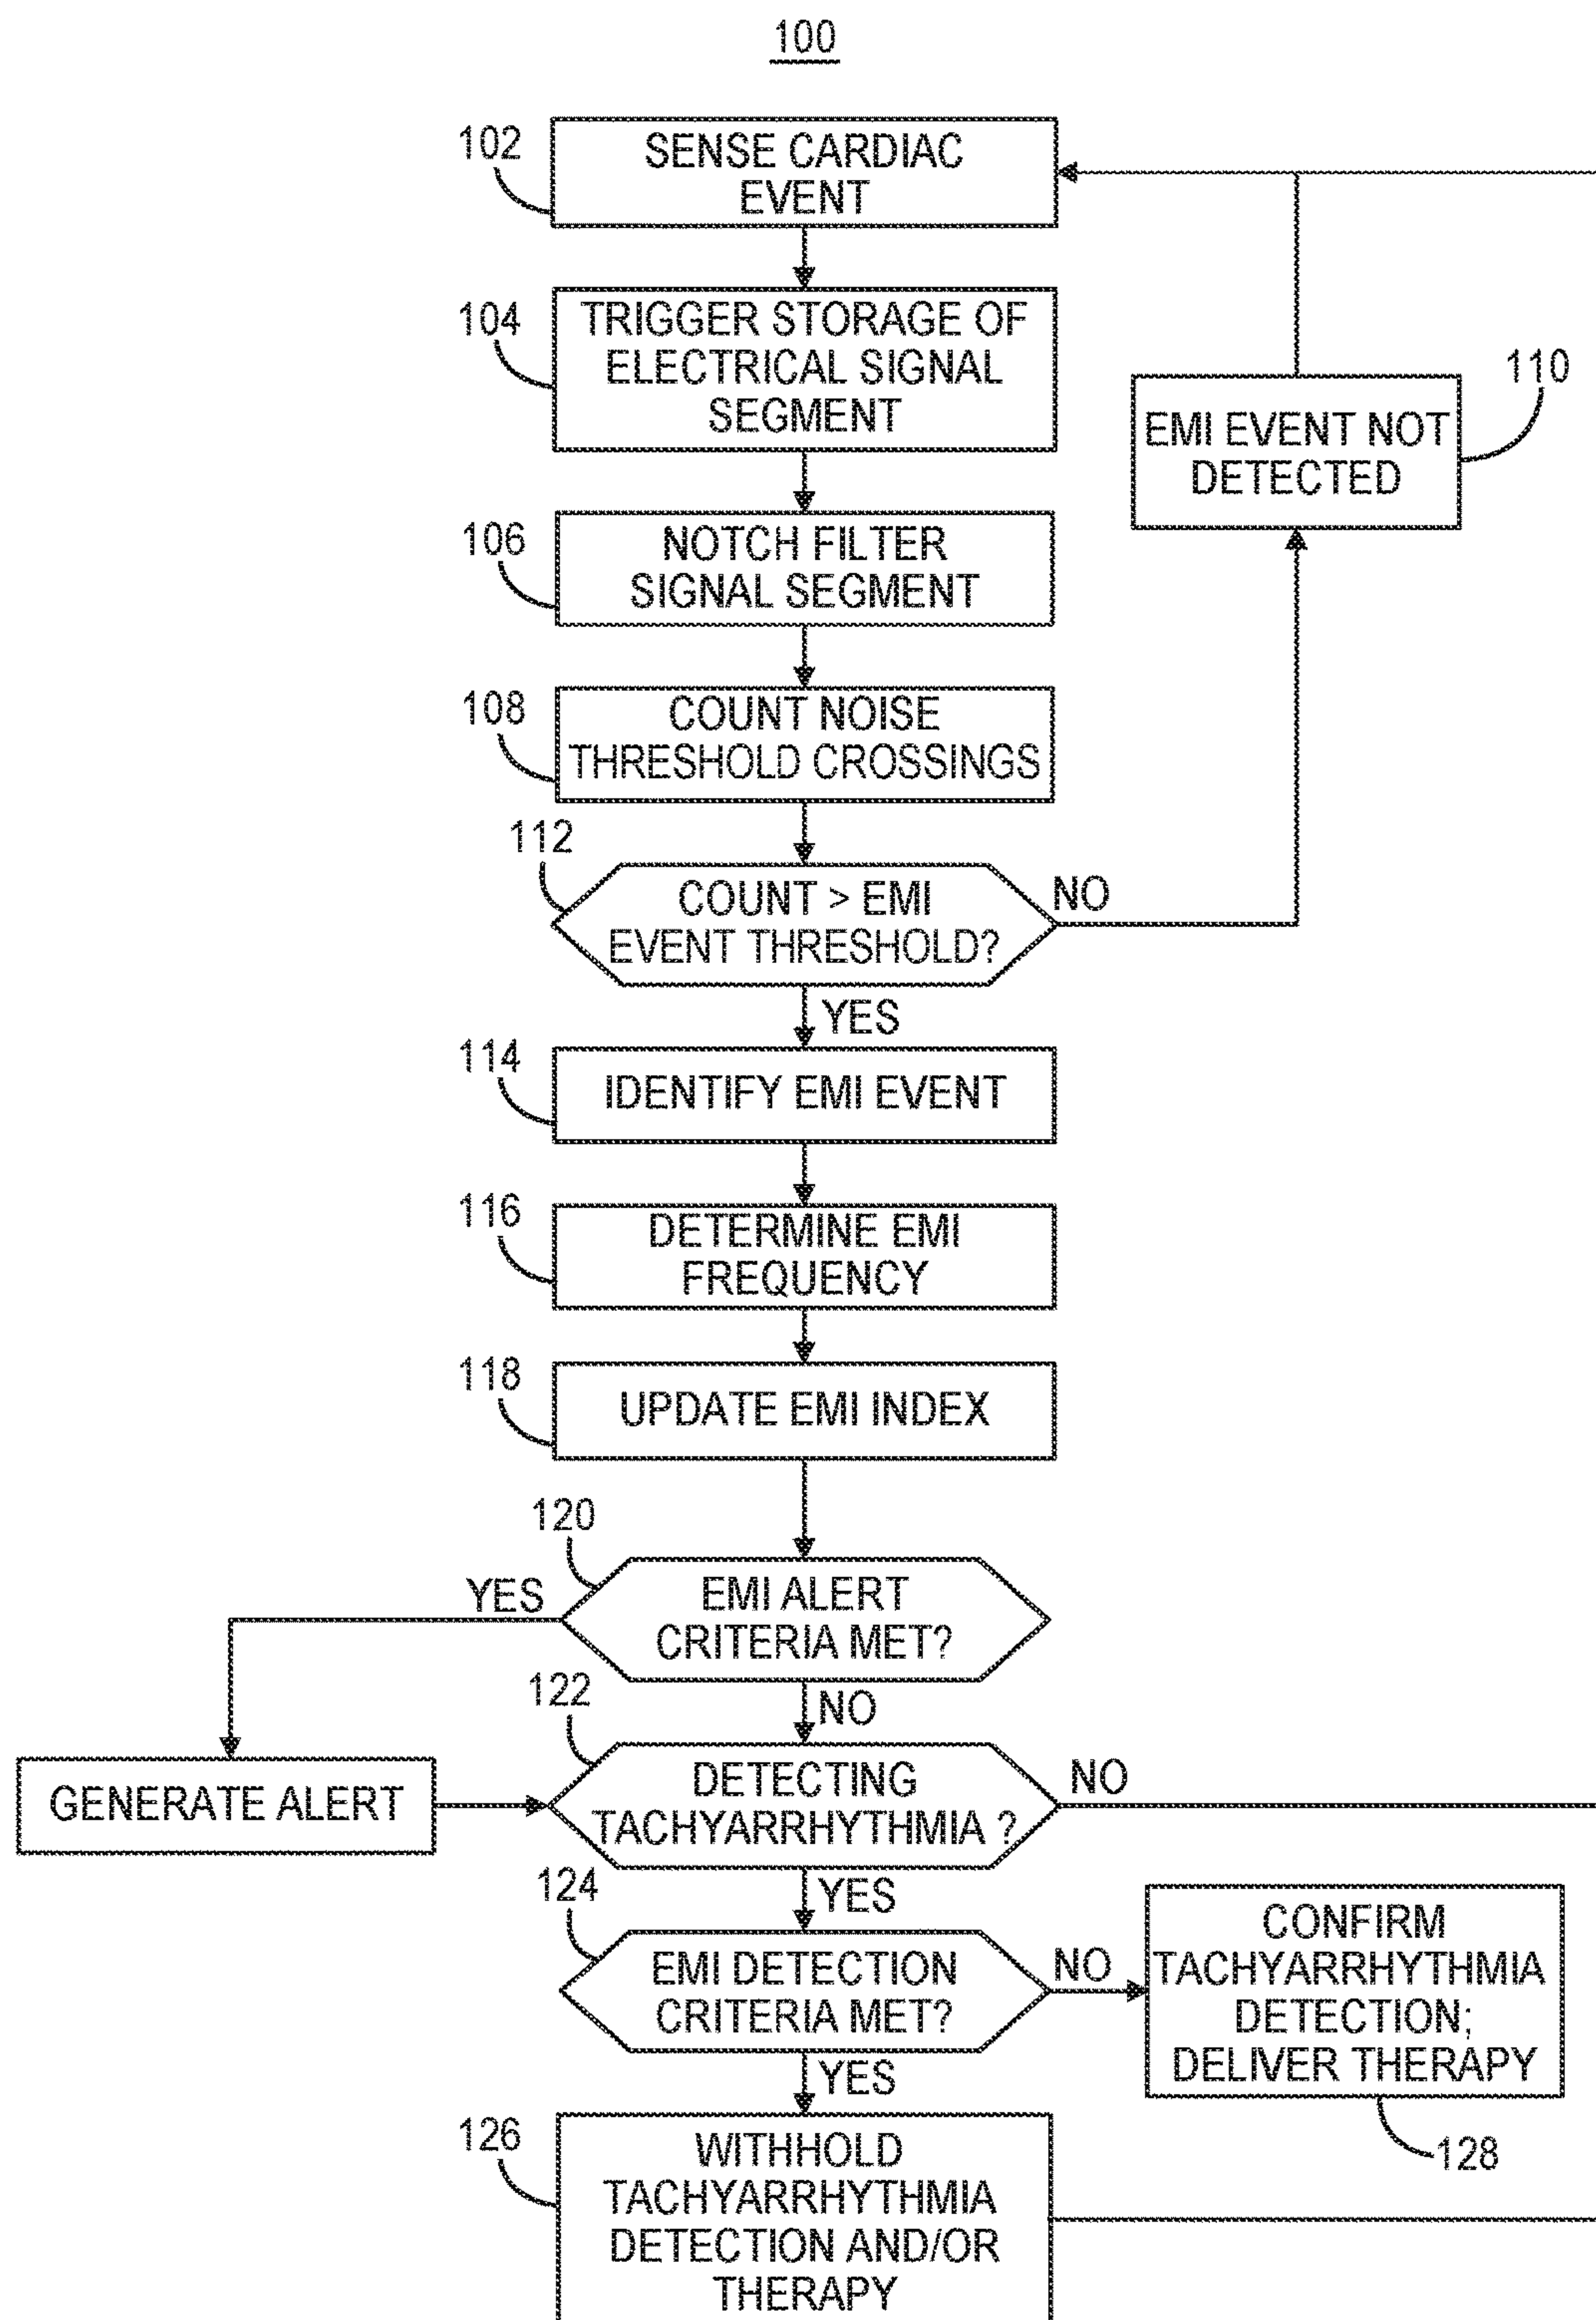 100
102
SENSE CARDIAC
EVENT
104
TRIGGER STORAGE OF
ELECTRICAL SIGNAL
SEGMENT
110
EMI EVENT NOT
DETECTED
106
NOTCH FILTER
SIGNAL SEGMENT
108
COUNT NOISE
THRESHOLD CROSSINGS
112
COUNT > EMI
EVENT THRESHOLD?
NO
YES
114
IDENTIFY EMI EVENT
116
DETERMINE EMI
FREQUENCY
118
UPDATE EMI INDEX
120
YES
EMI ALERT
CRITERIA MET?
NO
122
GENERATE ALERT
DETECTING
TACHYARRHYTHMIA ?
NO
YES
124
EMI DETECTION
CRITERIA MET?
NO
CONFIRM
TACHYARRHYTHMIA
DETECTION;
DELIVER THERAPY
128
YES
126
WITHHOLD
TACHYARRHYTHMIA
DETECTION AND/OR
THERAPY